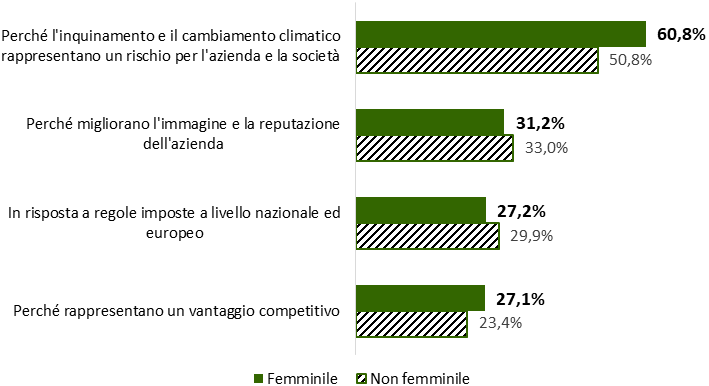 Perché l'inquinamento e il cambiamento climatico
rappresentano un rischio per l'azienda e la società
60,8%
50,8%
Perché migliorano l'immagine e la reputazione
dell'azienda
31,2%
33,0%
In risposta a regole imposte a livello nazionale ed
europeo
27,2%
29,9%
Perché rappresentano un vantaggio competitivo
27,1%
23,4%
Femminile
Non femminile